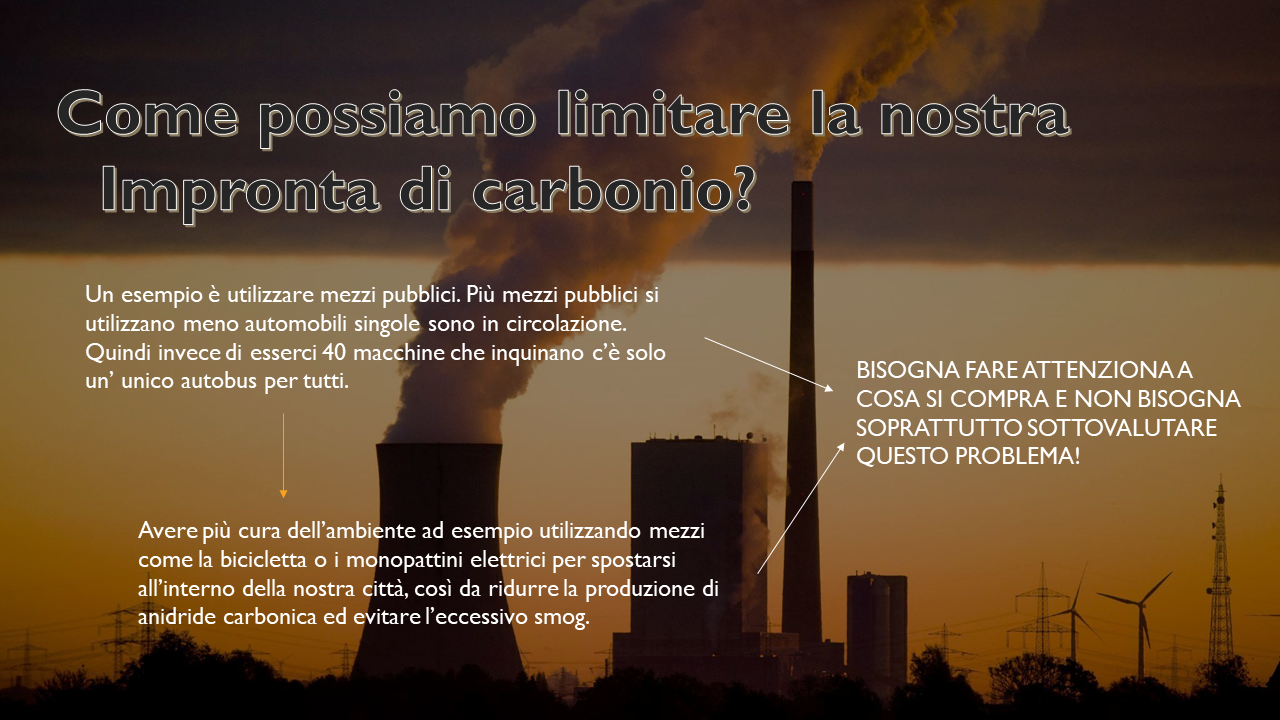 Come possiamo limitare la nostra
Impronta di carbonio?
Un esempio è utilizzare mezzi pubblici. Più mezzi pubblici si
utilizzano meno automobili singole sono in circolazione.
Quindi invece di esserci 40 macchine che inquinano c’è solo
un’ unico autobus per tutti.
BISOGNA FARE ATTENZIONA A
COSA SI COMPRA E NON BISOGNA
SOPRATTUTTO SOTTOVALUTARE
QUESTO PROBLEMA!
Avere più cura dell’ambiente ad esempio utilizzando mezzi
come la bicicletta o i monopattini elettrici per spostarsi
all’interno della nostra città, così da ridurre la produzione di
anidride carbonica ed evitare l’eccessivo smog.